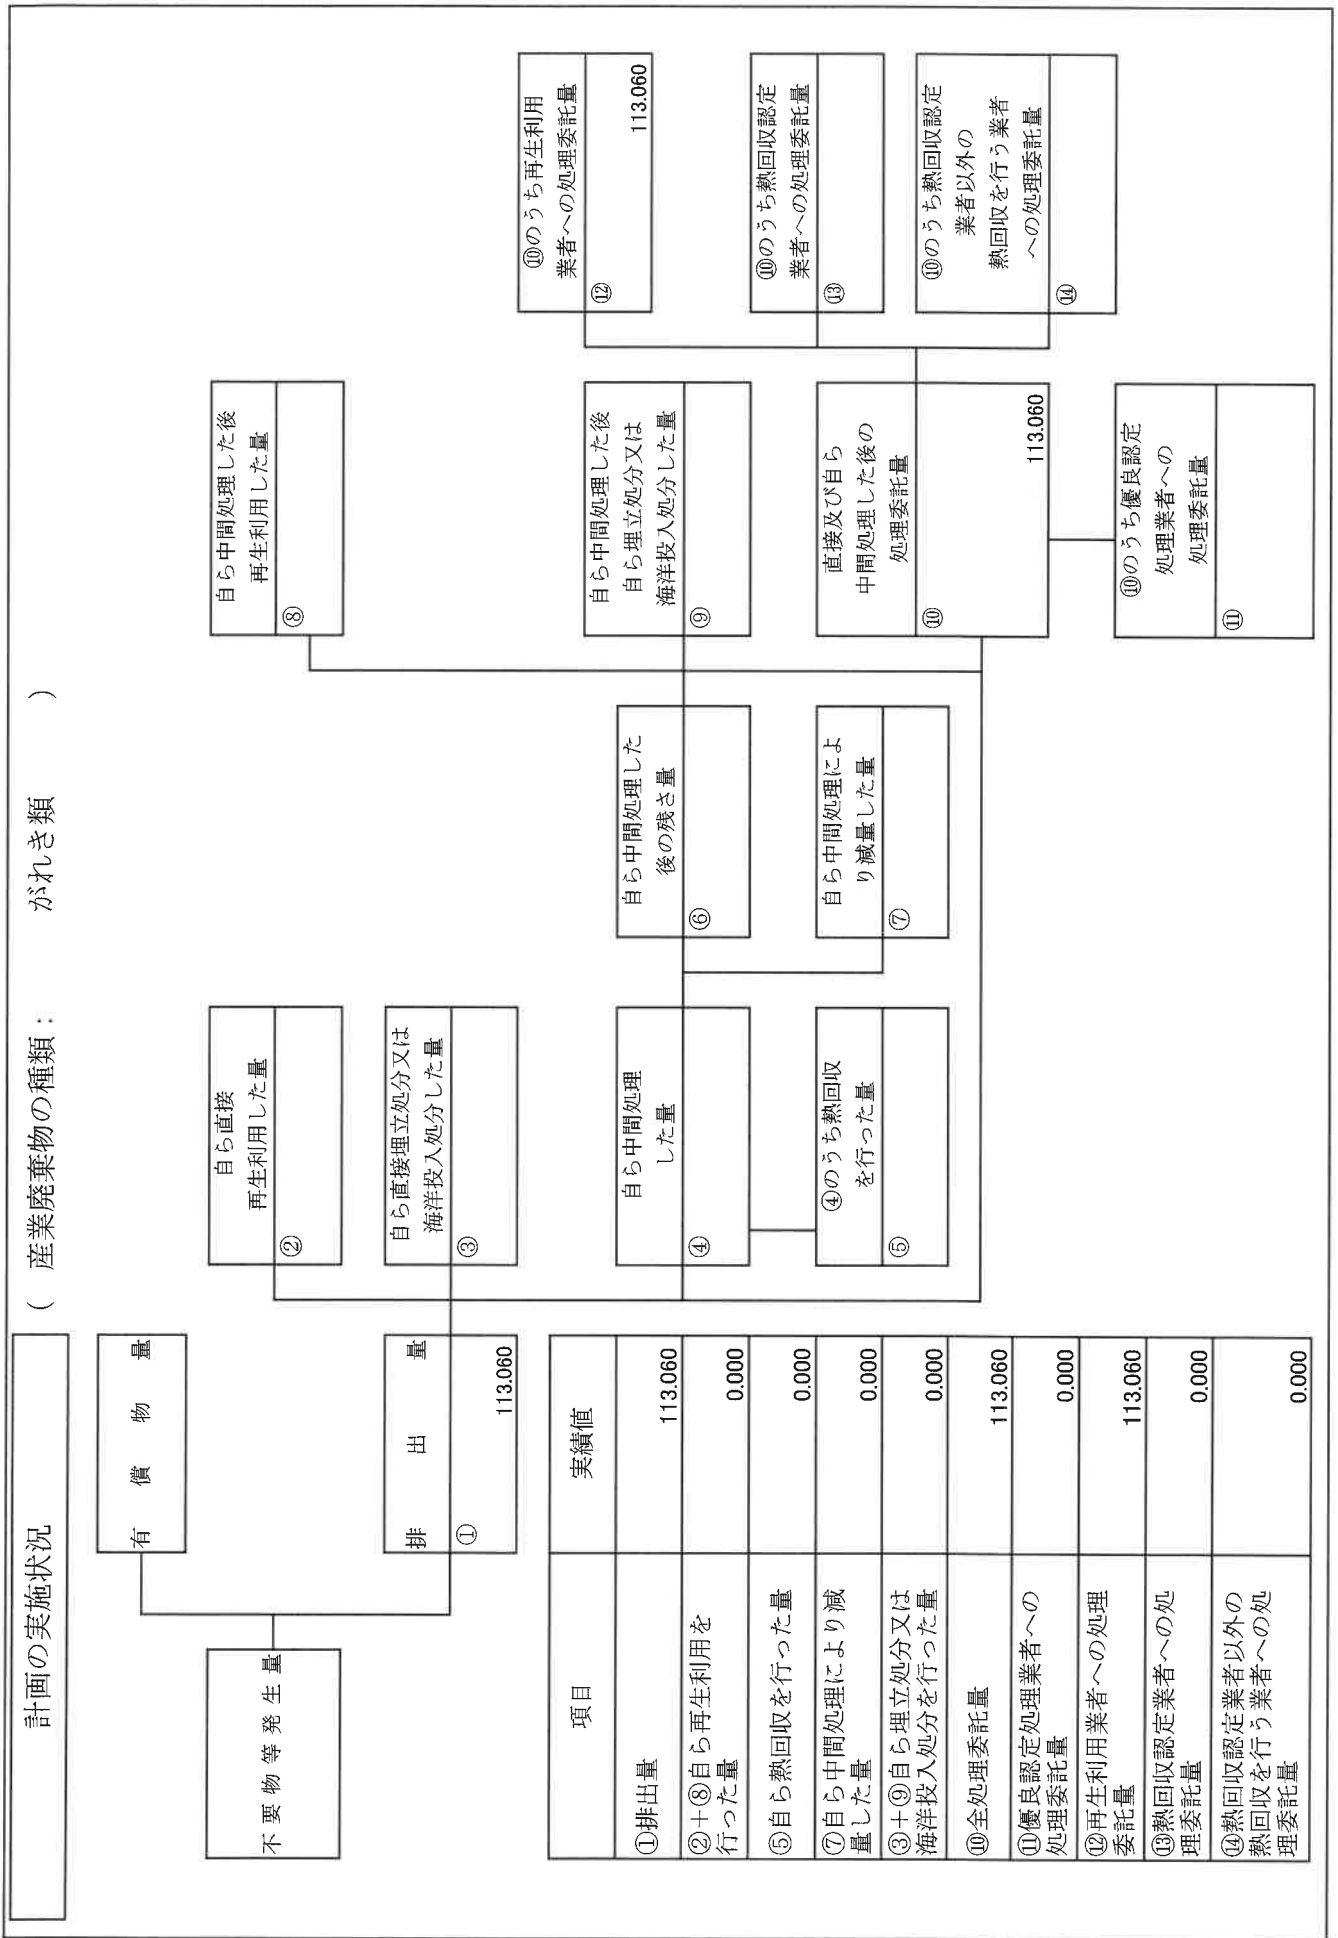 計画の実施状況
( 産業廃棄物の種類: がれき類 )
不要物等発生量
有償物量
排出量
①
113.060
自ら直接
再生利用した量
②
自ら直接埋立処分又は
海洋投入処分した量
③
自ら中間処理
した量
④
④のうち熱回収
を行った量
⑤
自ら中間処理した
後の残さ量
⑥
自ら中間処理によ
り減量した量
⑦
自ら中間処理した後
再生利用した量
⑧
自ら中間処理した後
自ら埋立処分又は
海洋投入処分した量
⑨
直接及び自ら
中間処理した後の
処理委託量
⑩
113.060
⑩のうち優良認定
処理業者への
処理委託量
⑪
⑩のうち再生利用
業者への処理委託量
⑫
113.060
⑩のうち熱回収認定
業者への処理委託量
⑬
⑩のうち熱回収認定
業者以外の
熱回収を行う業者
への処理委託量
⑭
項目 実績値
①排出量 113.060
②+⑧自ら再生利用を
行った量 0.000
⑤自ら熱回収を行った量 0.000
⑦自ら中間処理により減
量した量 0.000
③+⑨自ら埋立処分又は
海洋投入処分を行った量 0.000
⑩全処理委託量 113.060
⑪優良認定処理業者への
処理委託量 0.000
⑫再生利用業者への処理
委託量 113.060
⑬熱回収認定業者への処
理委託量 0.000
⑭熱回収認定業者以外の
熱回収を行う業者への処
理委託量 0.000